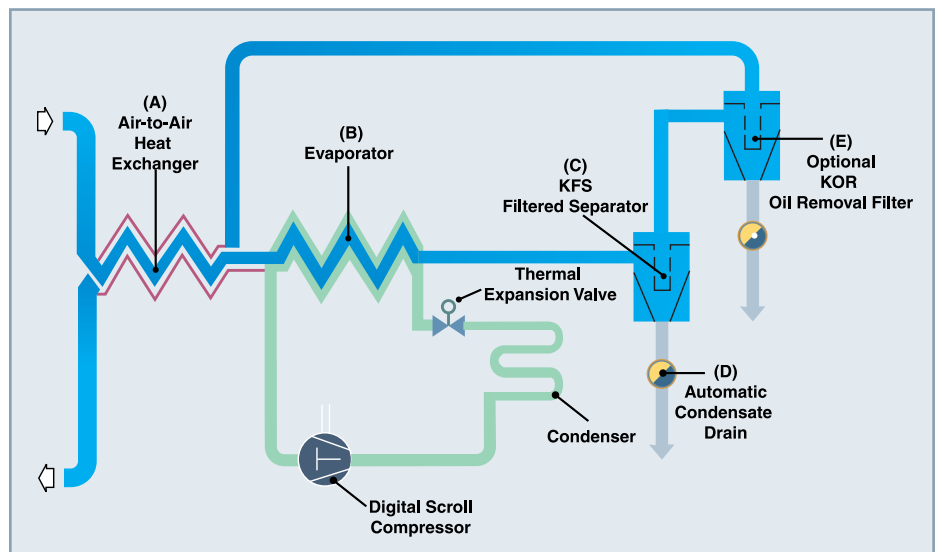 (A)
Air-to-Air
Heat
Exchanger
(B)
Evaporator
(C)
KFS
Filtered Separator
(E)
Optional
KOR
Oil Removal Filter
Thermal
Expansion Valve
(D)
Automatic
Condensate
Drain
Condenser
Digital Scroll
Compressor